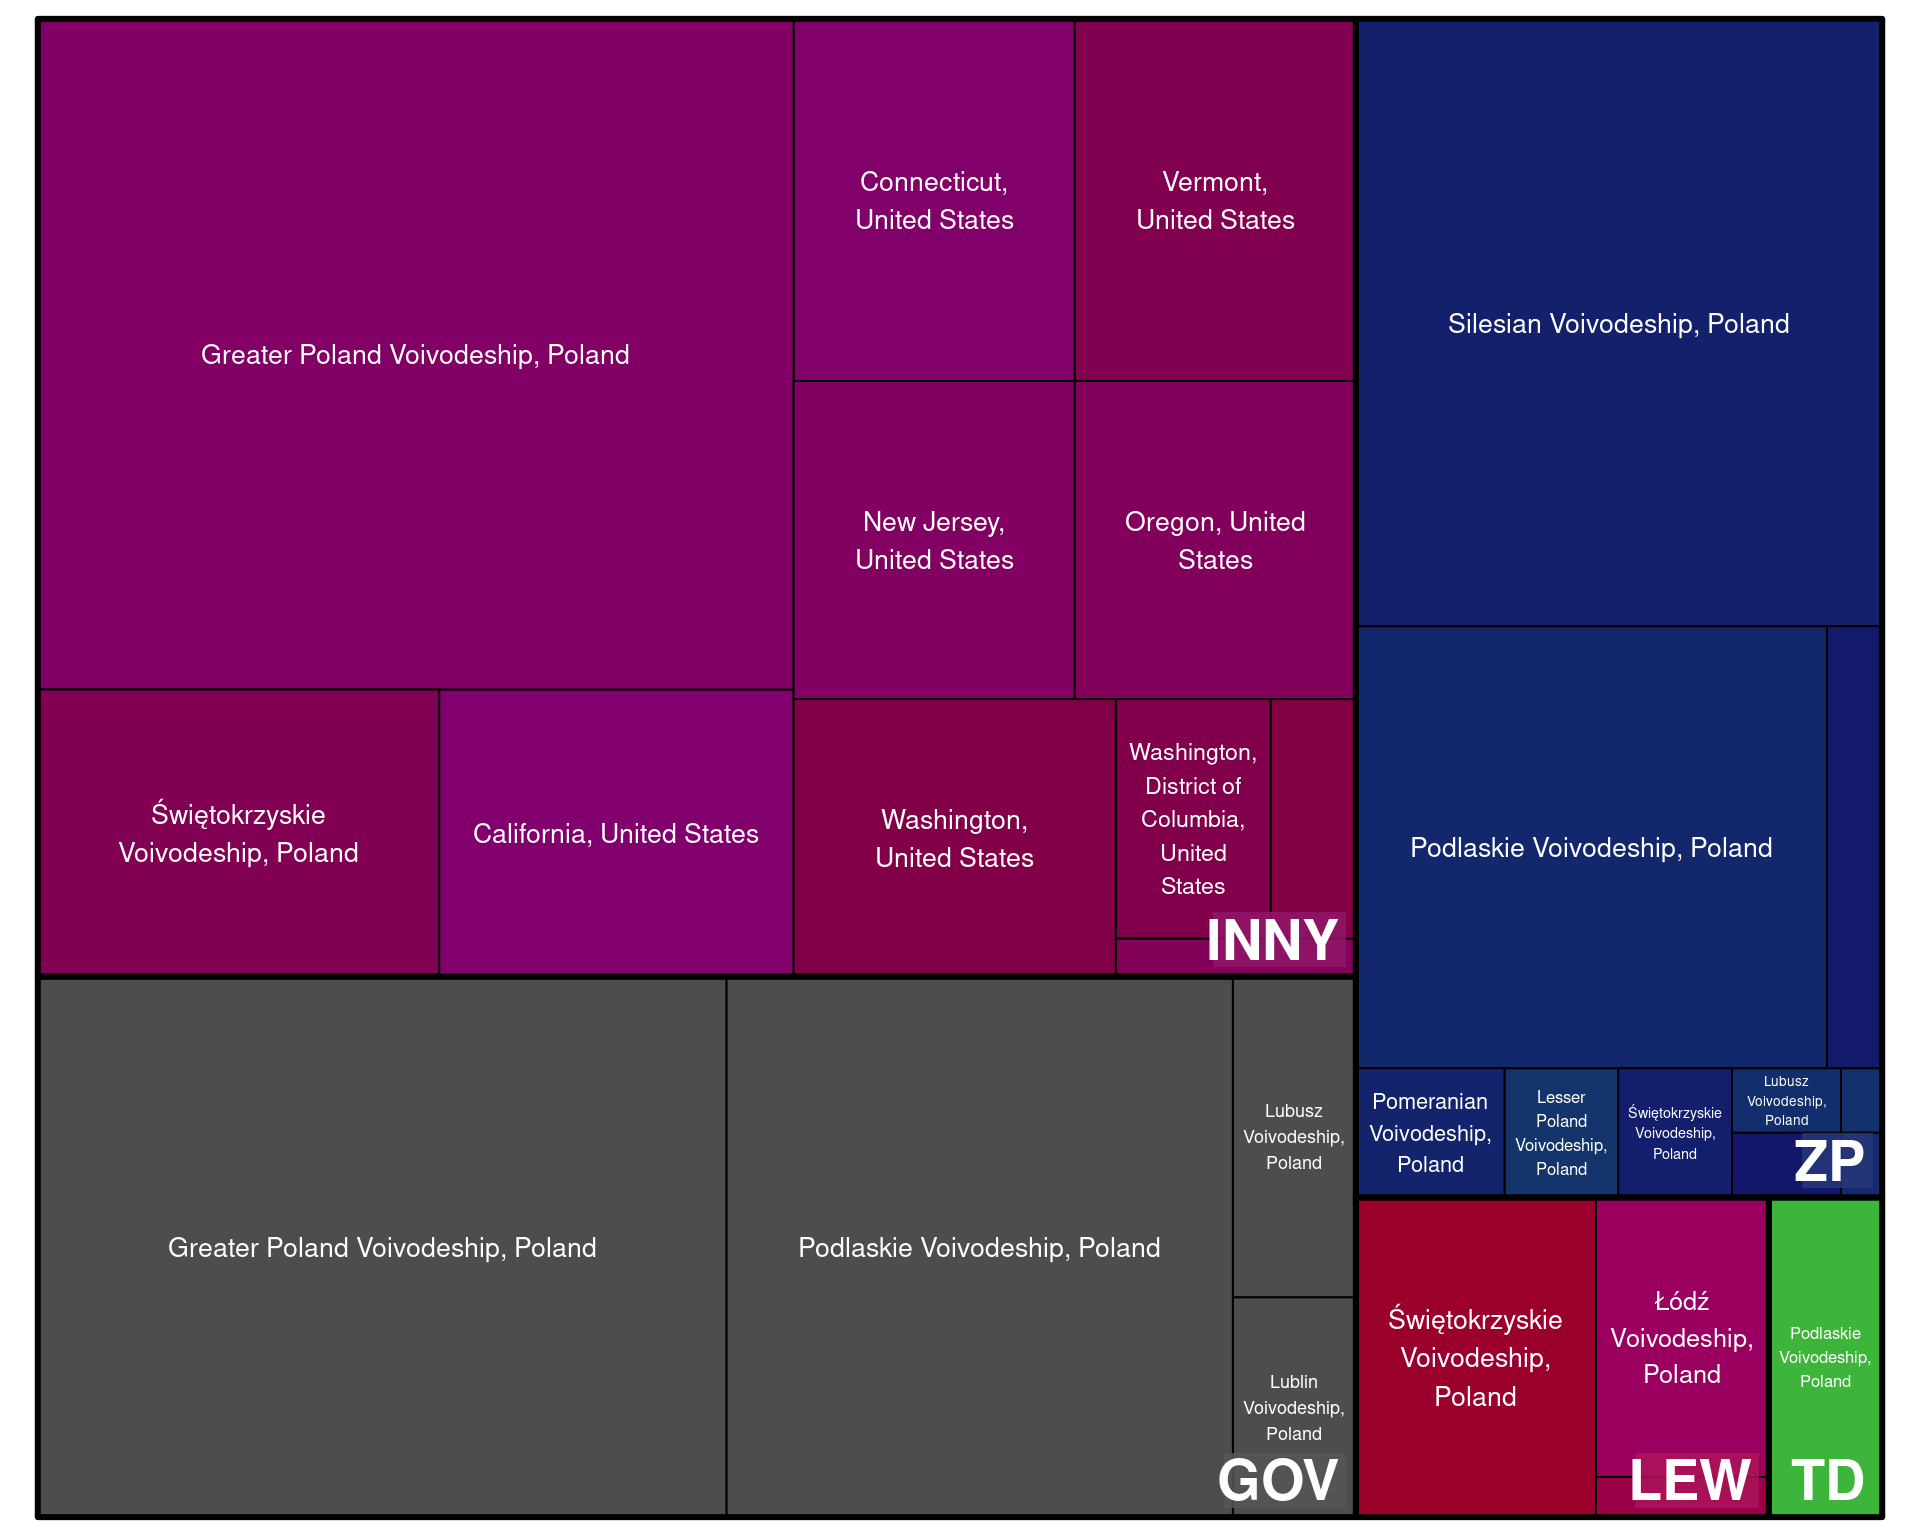 Greater Poland Voivodeship, Poland
Connecticut,
United States
Vermont,
United States
New Jersey,
United States
Oregon, United
States
Świętokrzyskie
Voivodeship, Poland
California, United States
Washington,
United States
Washington,
District of
Columbia,
United
States
INNY
Greater Poland Voivodeship, Poland
Podlaskie Voivodeship, Poland
Lubusz
Voivodeship,
Poland
Lublin
Voivodeship,
Poland
GOV
Silesian Voivodeship, Poland
Podlaskie Voivodeship, Poland
Pomeranian
Voivodeship,
Poland
Lesser
Poland
Voivodeship,
Poland
Świętokrzyskie
Voivodeship,
Poland
Lubusz
Voivodeship,
Poland
ZP
Świętokrzyskie
Voivodeship,
Poland
Łódź
Voivodeship,
Poland
LEW
Podlaskie
Voivodeship,
Poland
TD